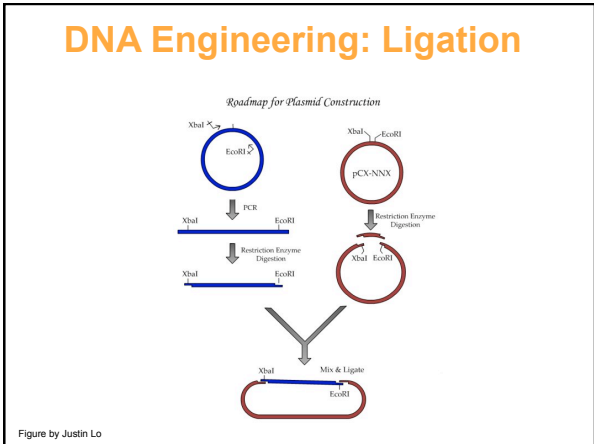 DNA Engineering: Ligation
Roadmap for Plasmid Construction
XbaI
EcoRI
XbaI
EcoRI
pCX-NNX
PCR
XbaI
EcoRI
Restriction Enzyme
Digestion
XbaI
EcoRI
Restriction Enzyme
Digestion
XbaI
EcoRI
XbaI
Mix & Ligate
EcoRI
Figure by Justin Lo